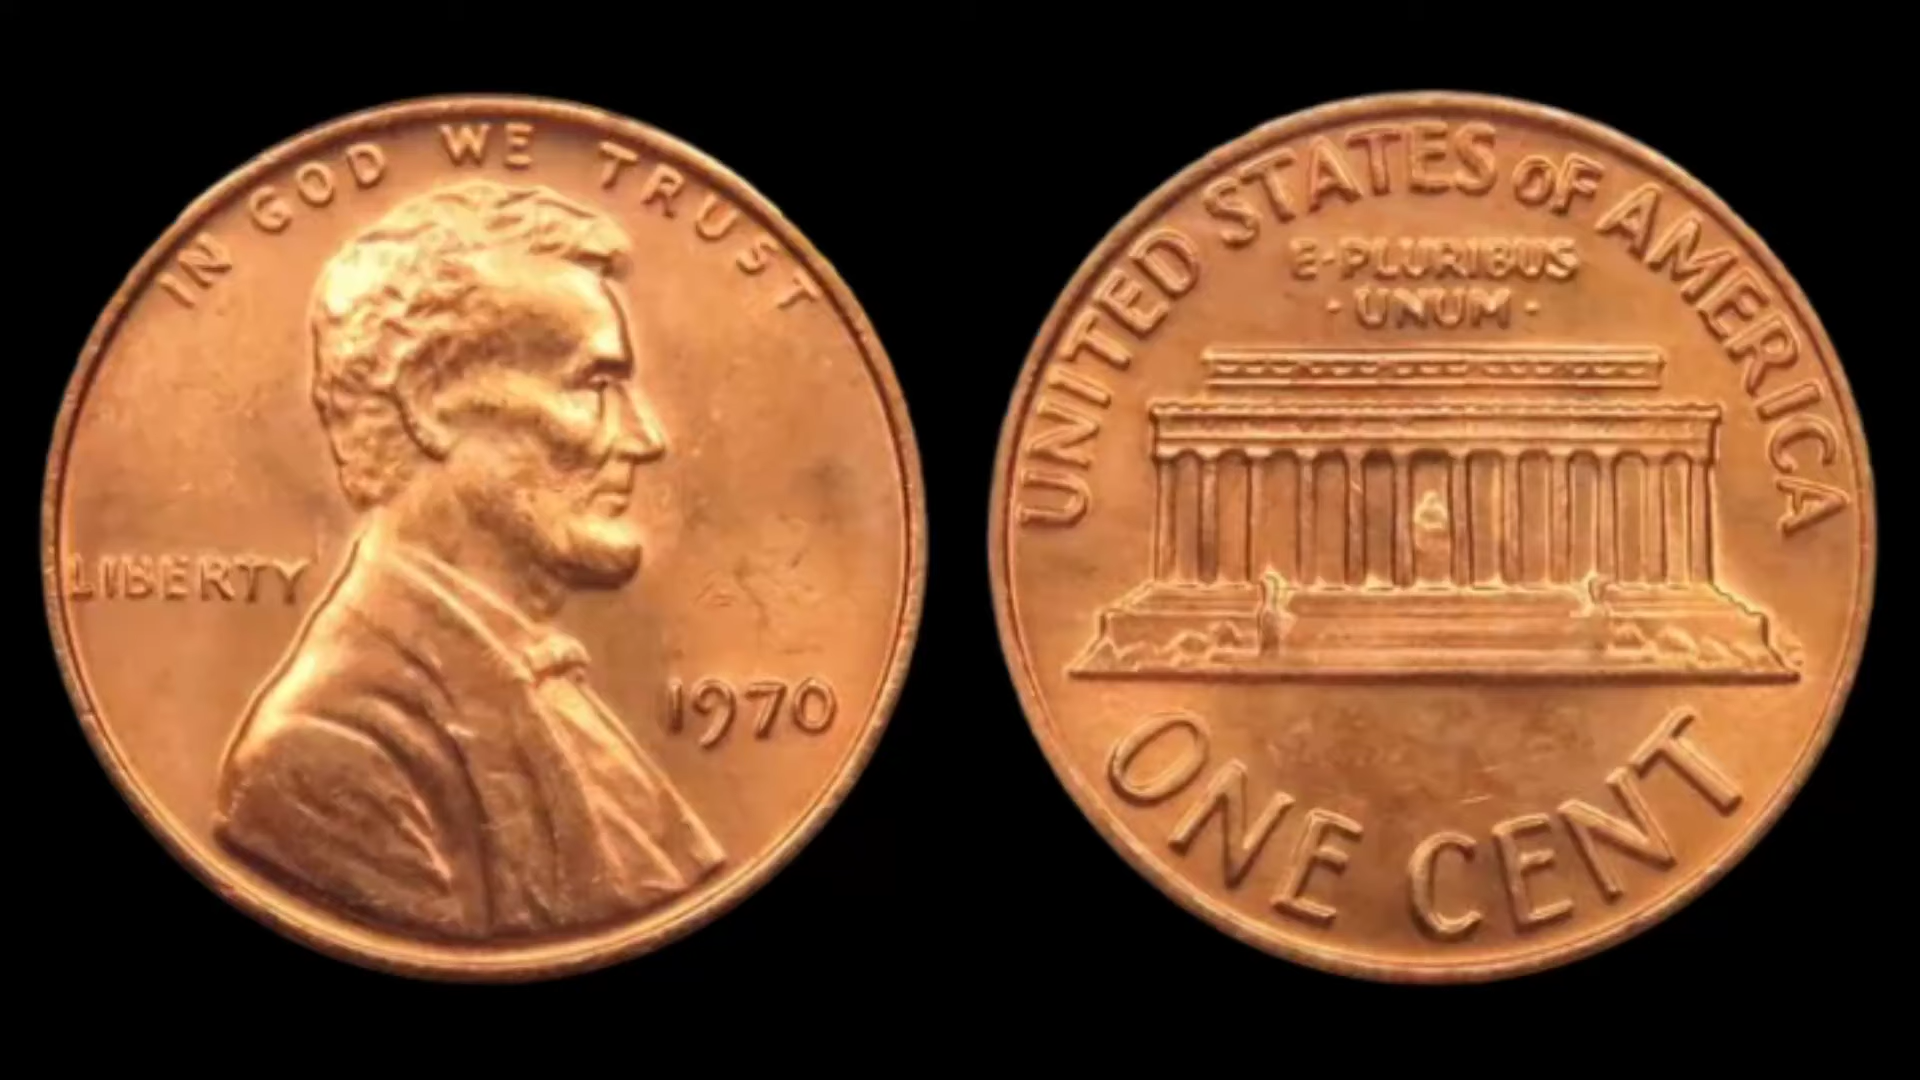 IN GOD WE TRUST
LIBERTY
1970
UNITED STATES OF AMERICA
E·PLURIBUS
·UNUM·
ONE CENT